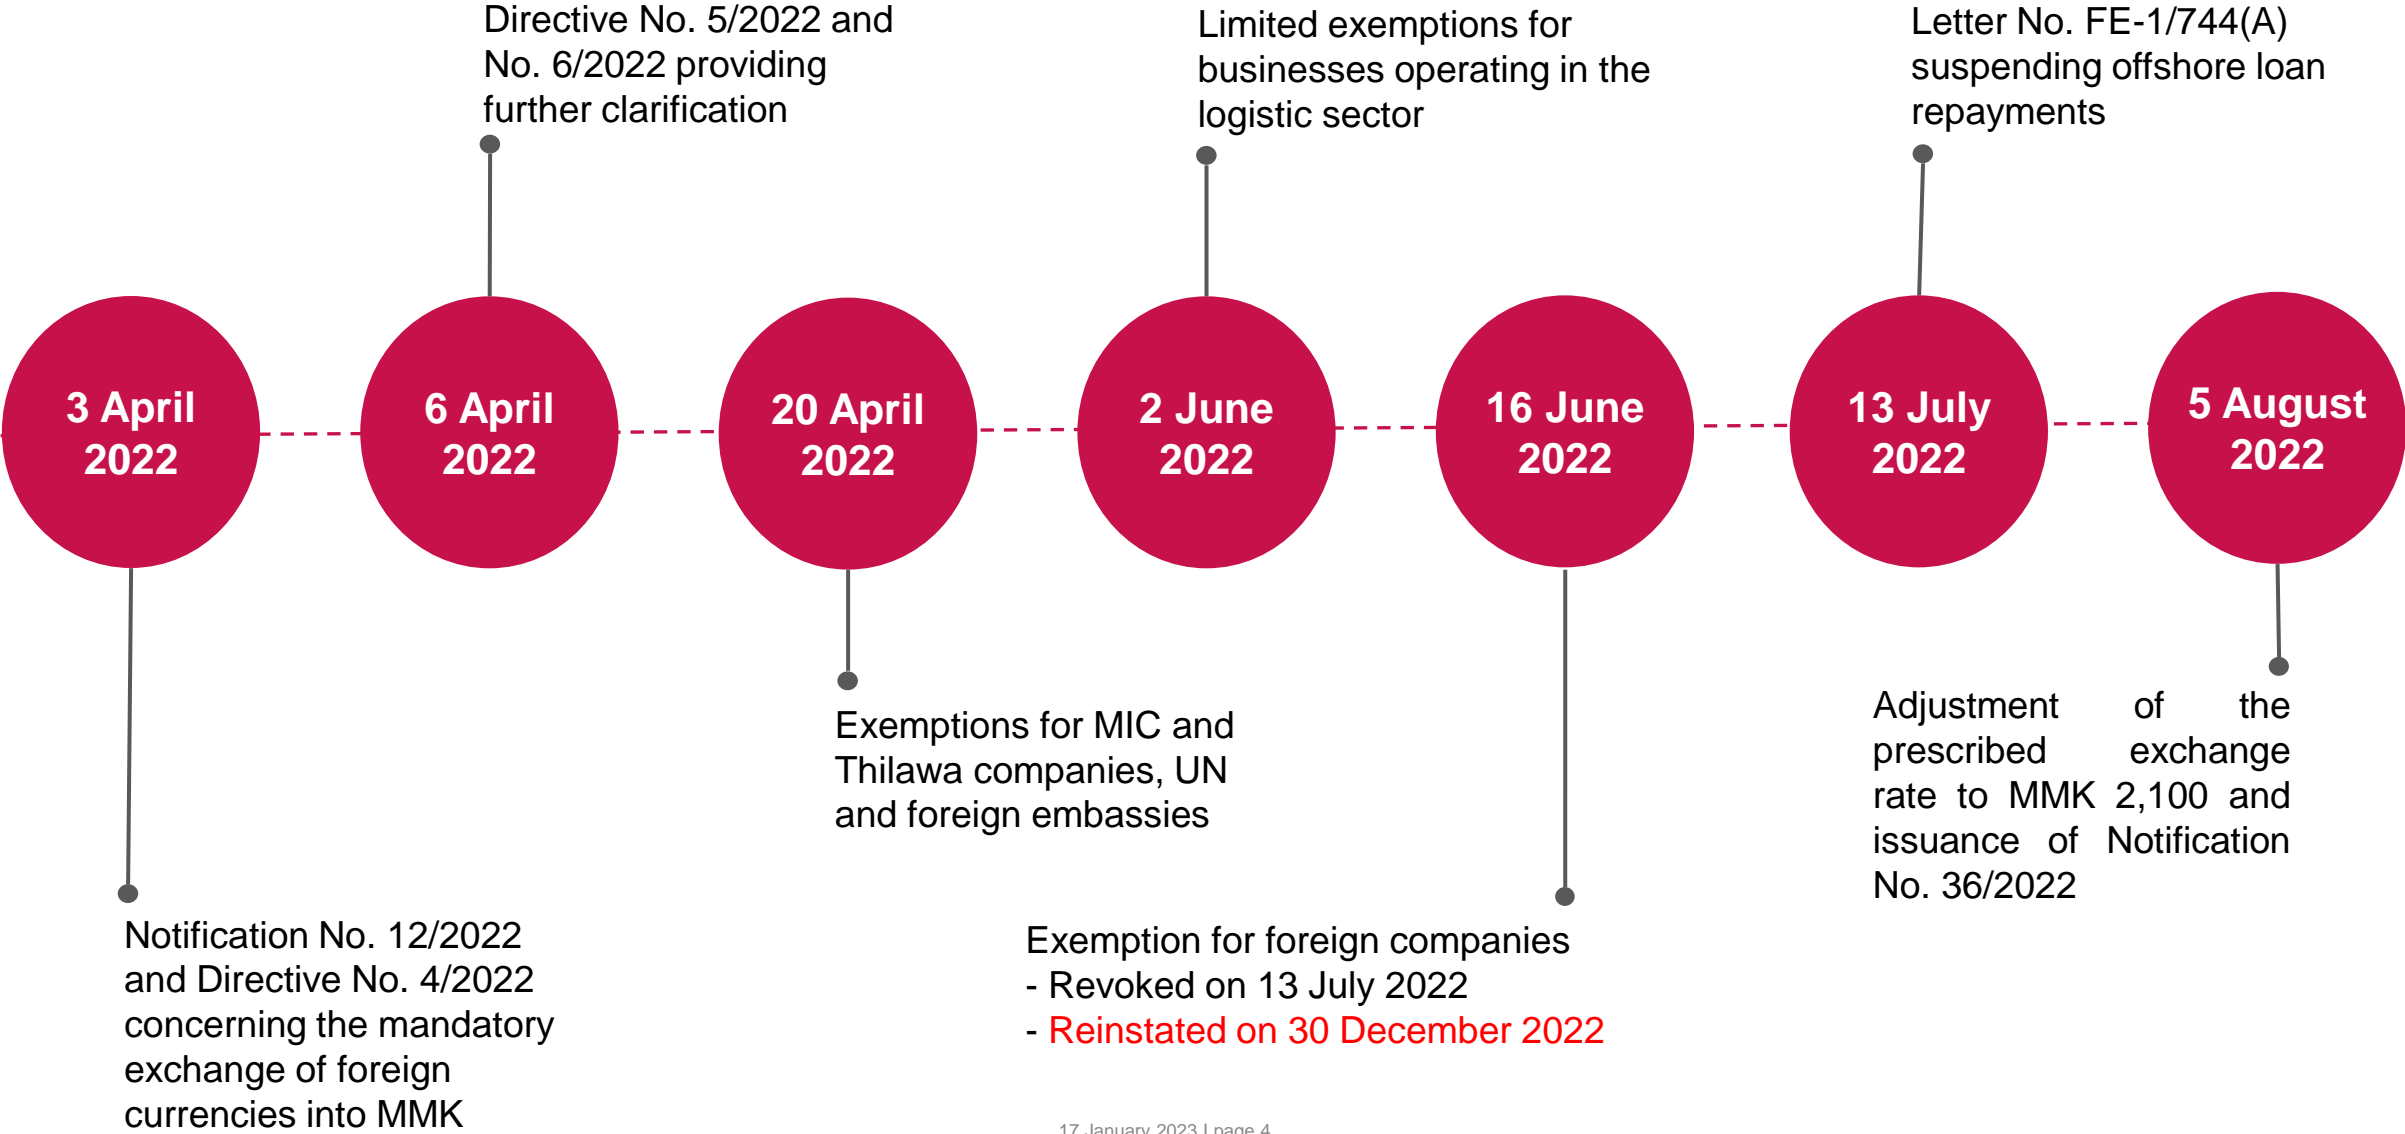 Directive No. 5/2022 and
No. 6/2022 providing
further clarification
Limited exemptions for
businesses operating in the
logistic sector
Letter No. FE-1/744(A)
suspending offshore loan
repayments
3 April
2022
6 April
2022
20 April
2022
2 June
2022
16 June
2022
13 July
2022
5 August
2022
Notification No. 12/2022
and Directive No. 4/2022
concerning the mandatory
exchange of foreign
currencies into MMK
Exemptions for MIC and
Thilawa companies, UN
and foreign embassies
Exemption for foreign companies
- Revoked on 13 July 2022
- Reinstated on 30 December 2022
Adjustment of the
prescribed exchange
rate to MMK 2,100 and
issuance of Notification
No. 36/2022
17 January 2023 | page 4